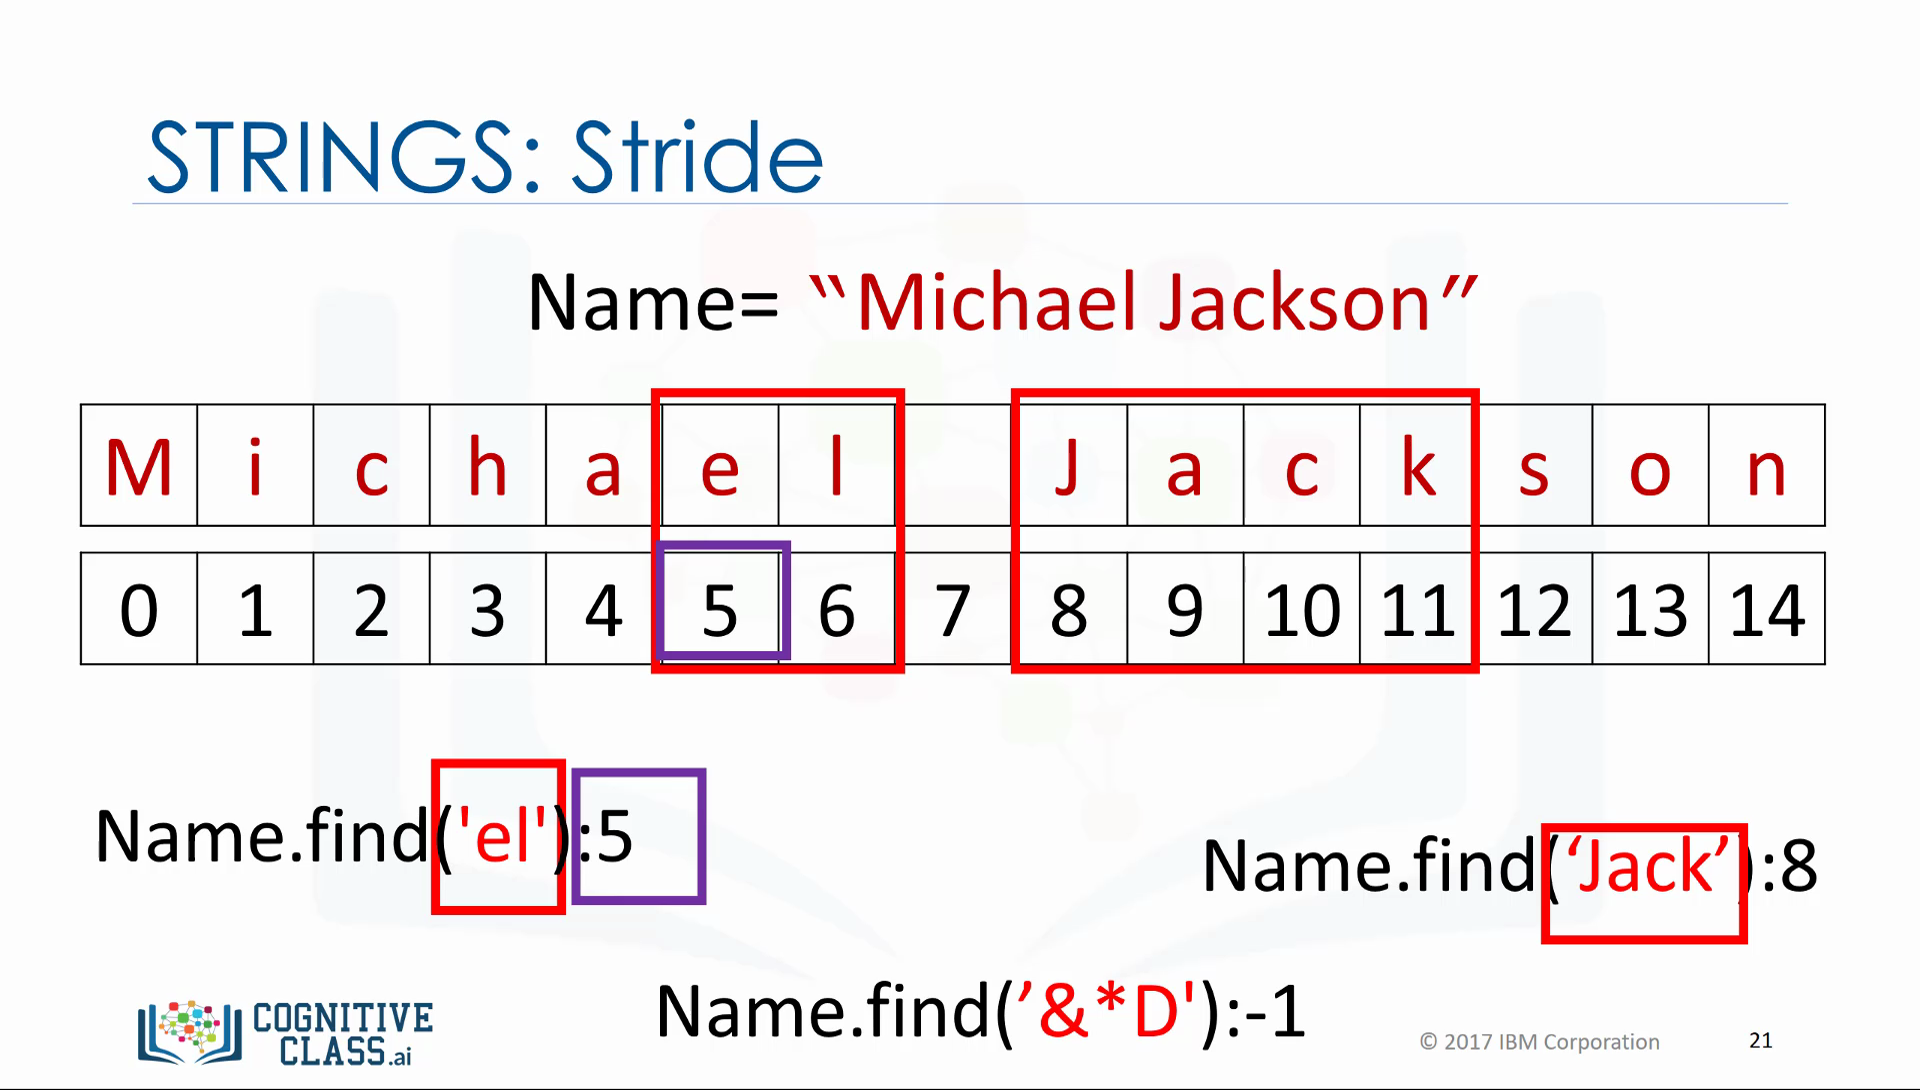 STRINGS: Stride
Name= “Michael Jackson”
M i c h a e l J a c k s o n
0 1 2 3 4 5 6 7 8 9 10 11 12 13 14
Name.find('el'):5
Name.find(‘Jack’):8
Name.find(’&*D'):-1
COGNITIVE
CLASS.ai
© 2017 IBM Corporation
21